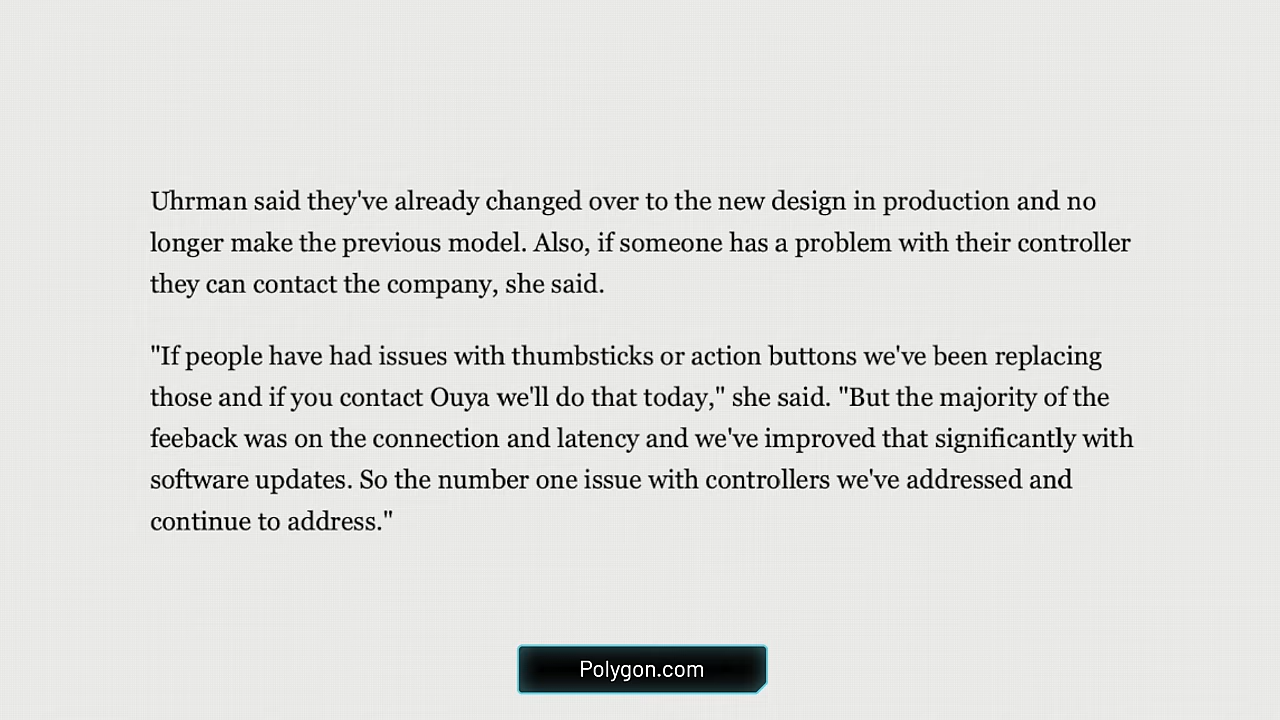 Uhrman said they've already changed over to the new design in production and no
longer make the previous model. Also, if someone has a problem with their controller
they can contact the company, she said.
"If people have had issues with thumbsticks or action buttons we've been replacing
those and if you contact Ouya we'll do that today," she said. "But the majority of the
feeback was on the connection and latency and we've improved that significantly with
software updates. So the number one issue with controllers we've addressed and
continue to address."
Polygon.com